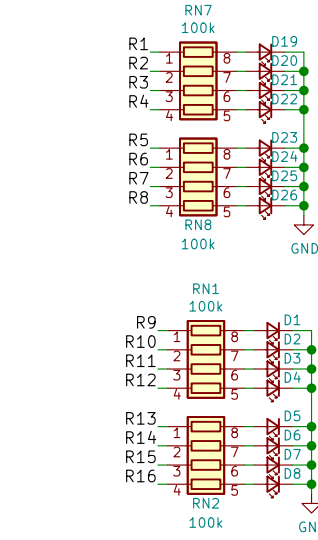 RN7
100k
R1 1 8 D19
R2 2 7 D20
R3 3 6 D21
R4 4 5 D22
R5 1 8 D23
R6 2 7 D24
R7 3 6 D25
R8 4 5 D26
RN8
100k
GND
RN1
100k
R9 1 8 D1
R10 2 7 D2
R11 3 6 D3
R12 4 5 D4
R13 1 8 D5
R14 2 7 D6
R15 3 6 D7
R16 4 5 D8
RN2
100k
GN